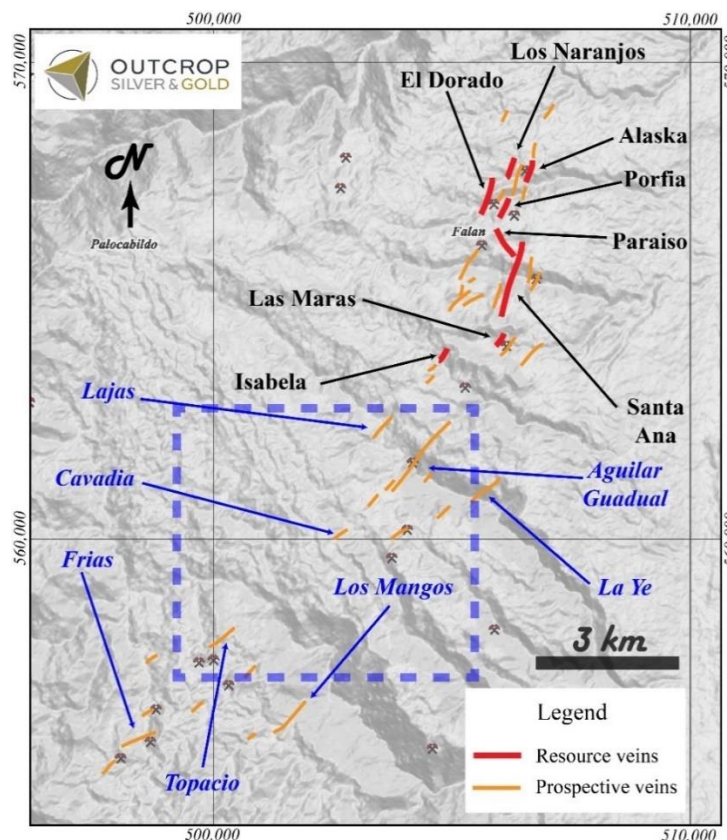 500,000
510,000
570,000
570,000
OUTCROP
SILVER & GOLD
N
Los Naranjos
El Dorado
Alaska
Porfia
Palocabildo
Falan
Paraiso
Las Maras
Isabela
Santa
Ana
Lajas
Aguilar
Guadual
Cavadia
560,000
560,000
Frias
Los Mangos
La Ye
3 km
Topacio
Legend
Resource veins
Prospective veins
500,000
510,000